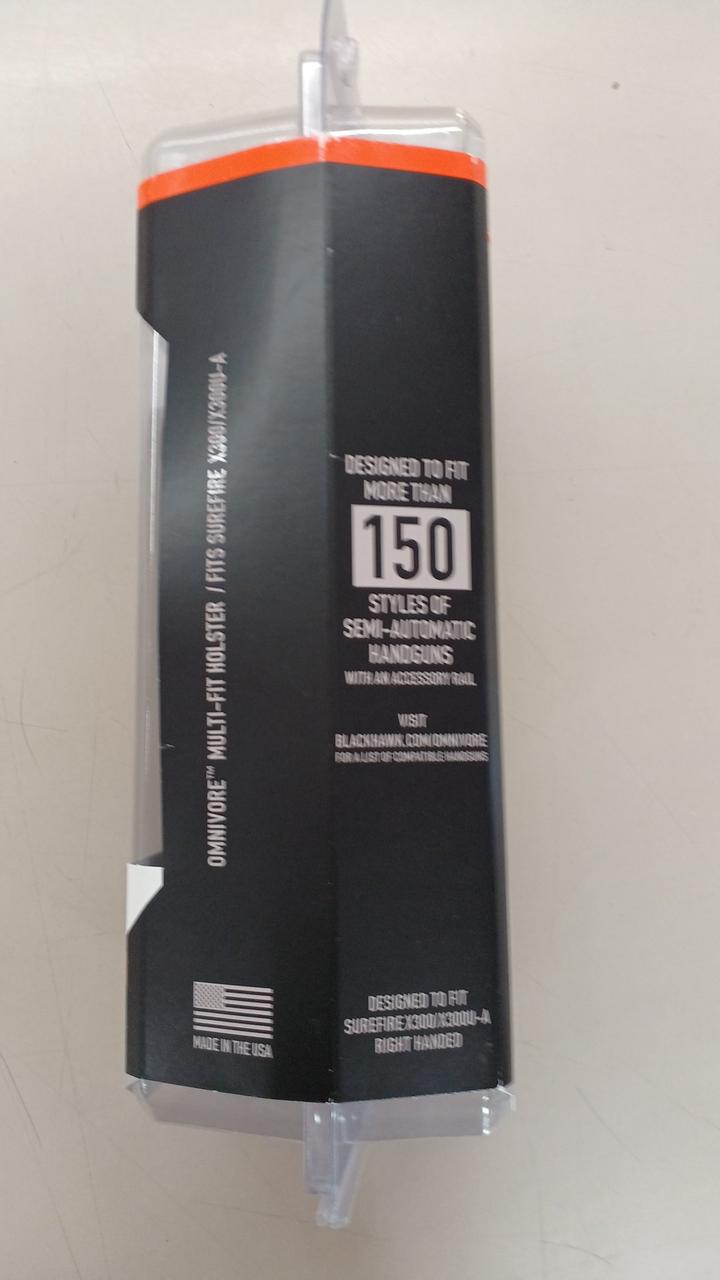 OMNIVORE™ MULTI-FIT HOLSTER / FITS SUREFIRE X300/X300U-A
MADE IN THE USA
DESIGNED TO FIT
MORE THAN
150
STYLES OF
SEMI-AUTOMATIC
HANDGUNS
WITH AN ACCESSORY RAIL
VISIT
BLACKHAWK.COM/OMNIVORE
FOR A LIST OF COMPATIBLE HANDGUNS
DESIGNED TO FIT
SUREFIRE X300/X300U-A
RIGHT HANDED